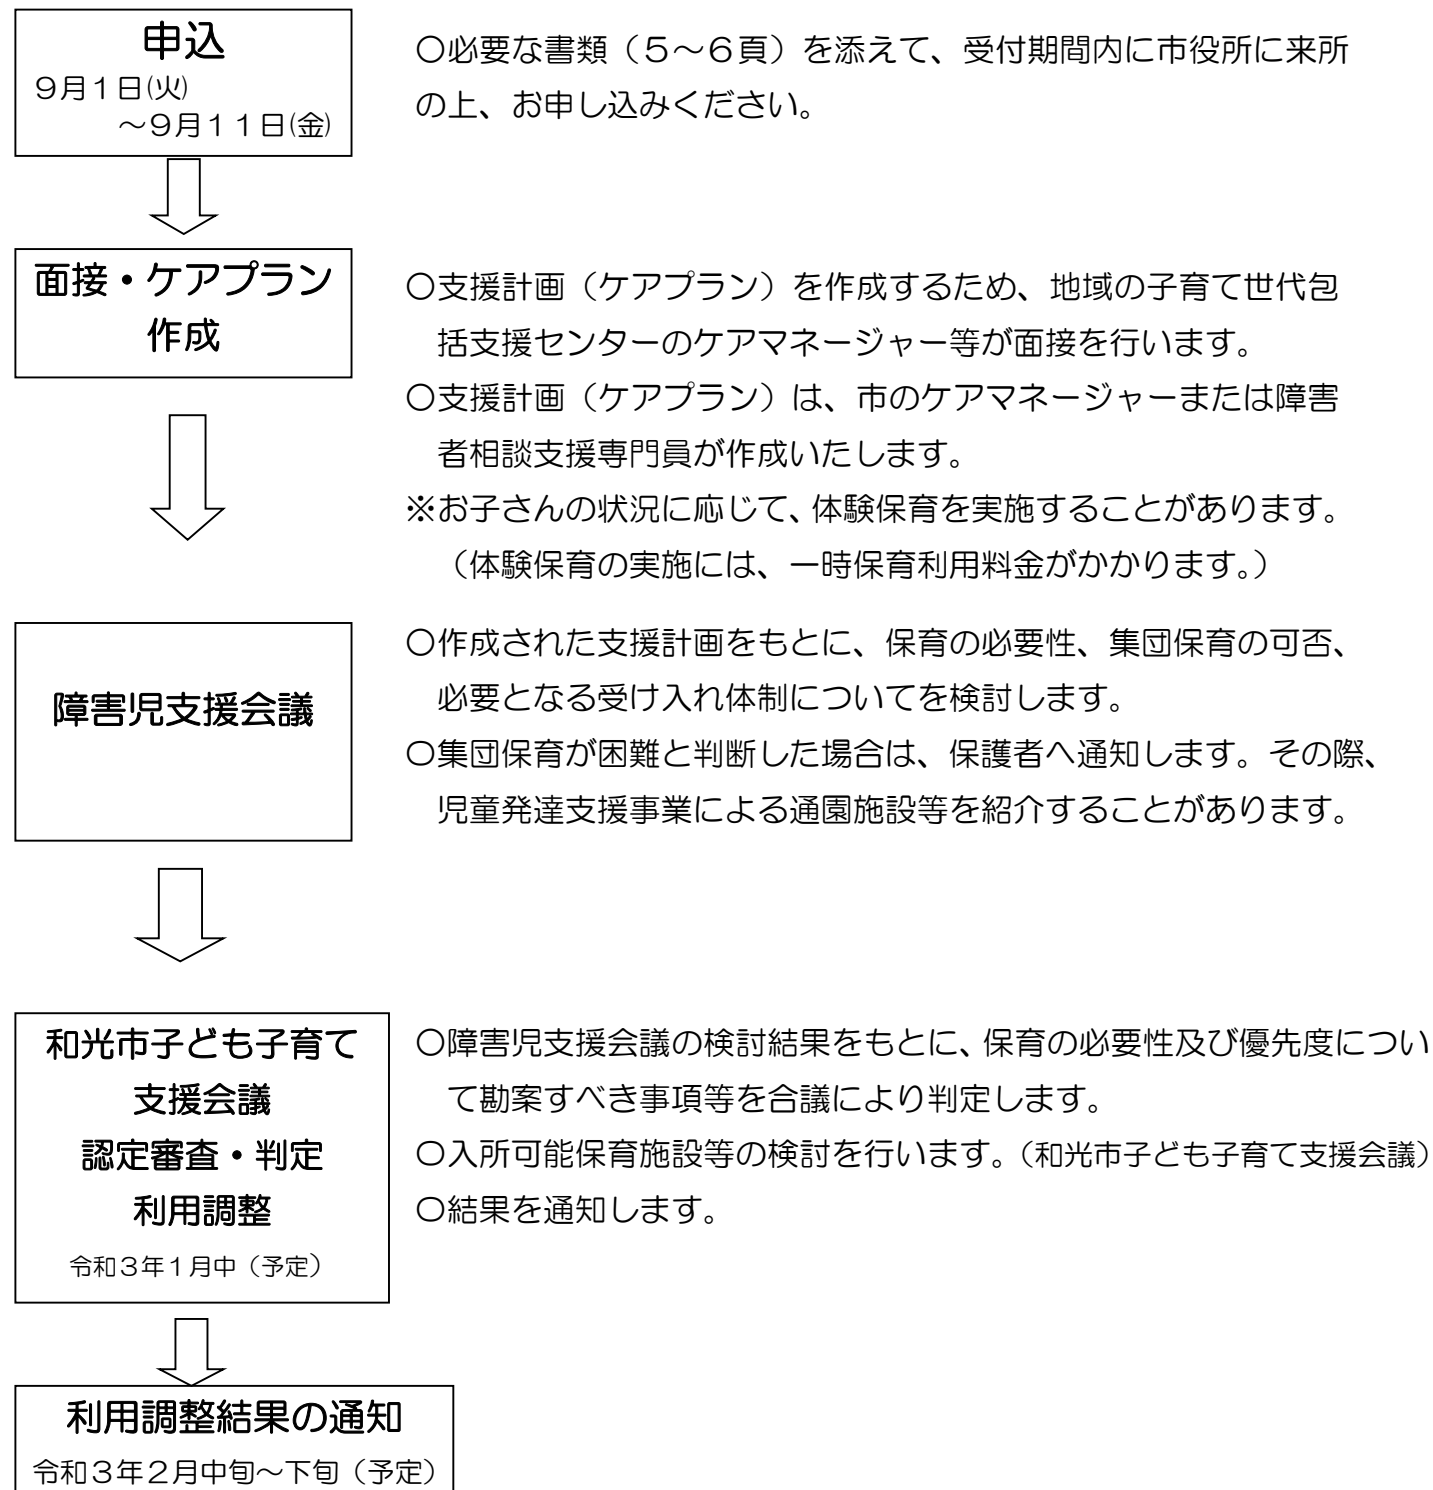 申込
９月１日(火)
～９月１１日(金)
○必要な書類（５～６頁）を添えて、受付期間内に市役所に来所
の上、お申し込みください。
面接・ケアプラン
作成
○支援計画（ケアプラン）を作成するため、地域の子育て世代包
括支援センターのケアマネージャー等が面接を行います。
○支援計画（ケアプラン）は、市のケアマネージャーまたは障害
者相談支援専門員が作成いたします。
※お子さんの状況に応じて、体験保育を実施することがあります。
（体験保育の実施には、一時保育利用料金がかかります。）
障害児支援会議
○作成された支援計画をもとに、保育の必要性、集団保育の可否、
必要となる受け入れ体制についてを検討します。
○集団保育が困難と判断した場合は、保護者へ通知します。その際、
児童発達支援事業による通園施設等を紹介することがあります。
和光市子ども子育て
支援会議
認定審査・判定
利用調整
令和３年１月中（予定）
○障害児支援会議の検討結果をもとに、保育の必要性及び優先度につい
て勘案すべき事項等を合議により判定します。
○入所可能保育施設等の検討を行います。（和光市子ども子育て支援会議）
○結果を通知します。
利用調整結果の通知
令和３年２月中旬～下旬（予定）